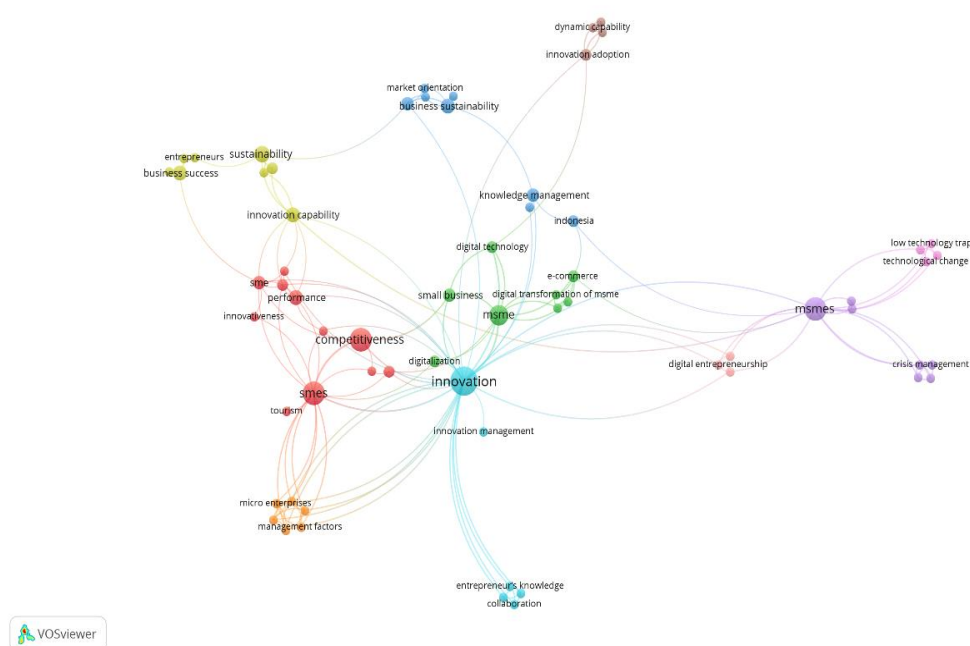 dynamic capability
innovation adoption
market orientation
business sustainability
entrepreneurs
sustainability
business success
knowledge management
innovation capability
indonesia
digital technology
low technology trap
technological change
e-commerce
sme
small business
digital transformation of msme
performance
msmes
innovativeness
msme
competitiveness
digitalization
digital entrepreneurship
crisis management
innovation
smes
tourism
innovation management
micro enterprises
management factors
entrepreneur's knowledge
collaboration
VOSviewer